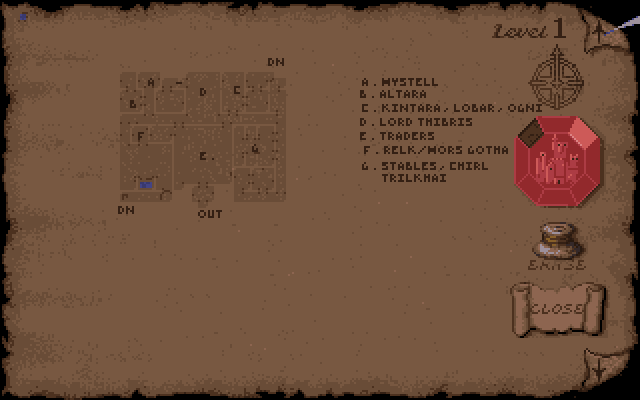 Level 1
DN
A
B
D
C
F
E.
G
DN
OUT
A. MYSTELL
B. ALTARA
C. KINTARA, LOBAR, OGNI
D. LORD THIBRIS
E. TRADERS
F. RELK/MORS GOTHA
G. STABLES, CHIRL
TRILKHAI
ERASE
CLOSE